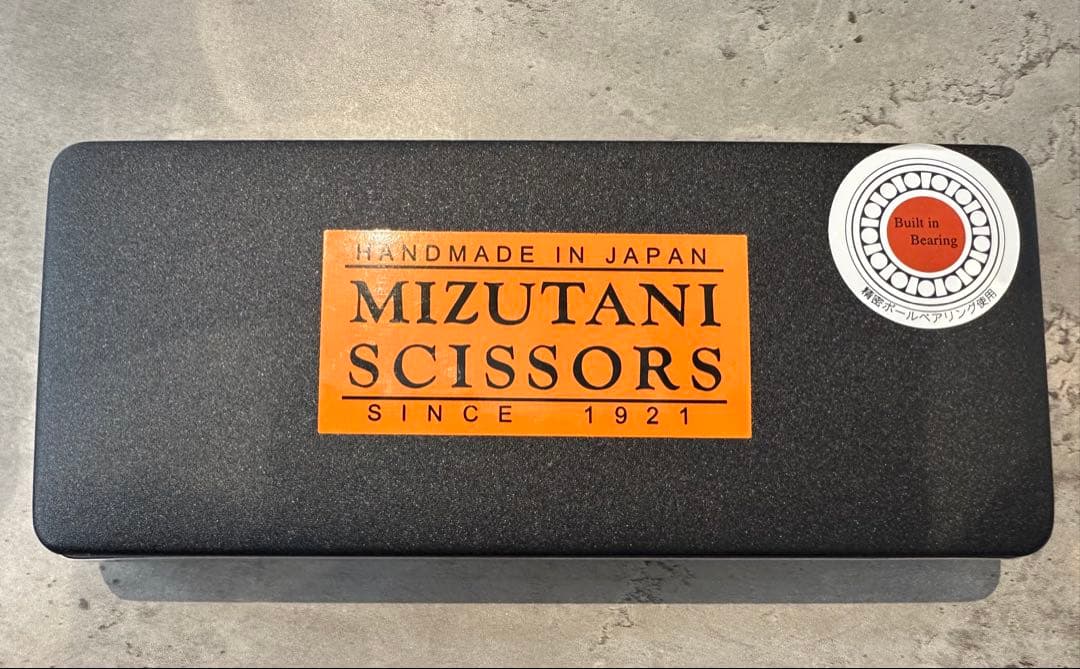 HANDMADE IN JAPAN
MIZUTANI
SCISSORS
SINCE 1921
Built in
Bearing
精密ボールベアリング使用